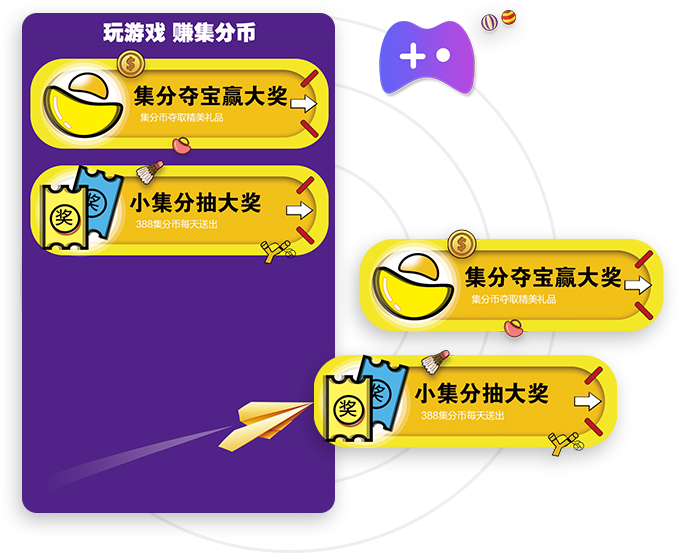 玩游戏 赚集分币
$
集分夺宝赢大奖
集分币夺取精美礼品
奖
奖
小集分抽大奖
388集分币每天送出
$
集分夺宝赢大奖
集分币夺取精美礼品
奖
奖
小集分抽大奖
388集分币每天送出